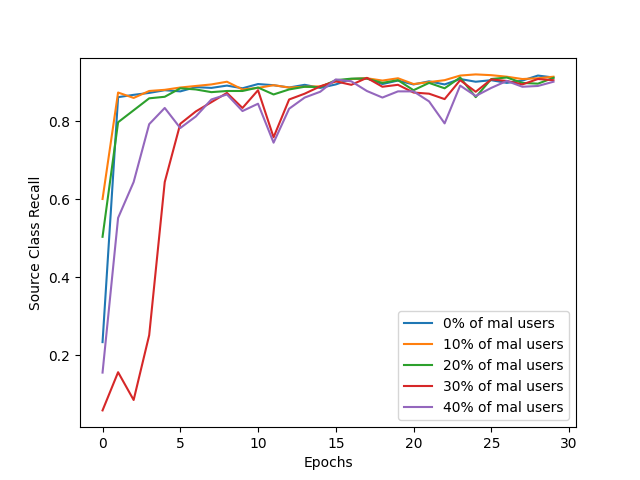 Source Class Recall
0.8
0.6
0.4
0.2
0 5 10 15 20 25 30
Epochs
0% of mal users
10% of mal users
20% of mal users
30% of mal users
40% of mal users